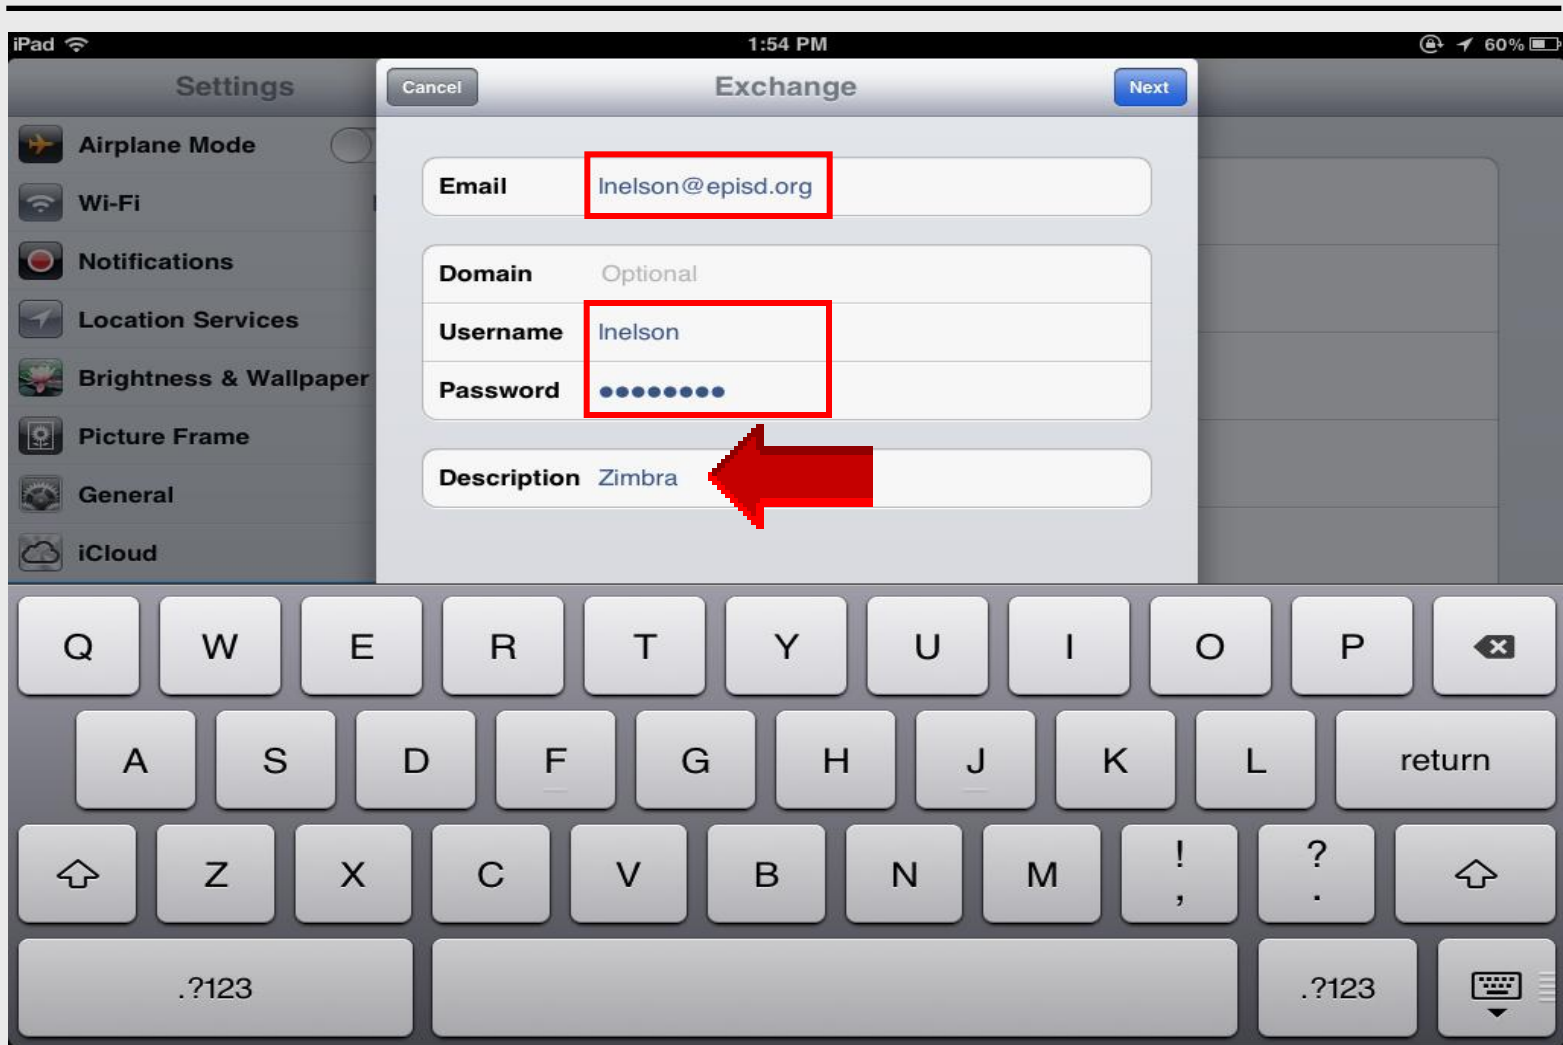 iPad 1:54 PM 60%
Settings Cancel Exchange Next
Airplane Mode
Wi-Fi
Notifications
Location Services
Brightness & Wallpaper
Picture Frame
General
iCloud
Email lnelson@episd.org
Domain Optional
Username lnelson
Password ••••••••
Description Zimbra
Q W E R T Y U I O P
A S D F G H J K L return
Z X C V B N M ! , ? .
.?123 .?123